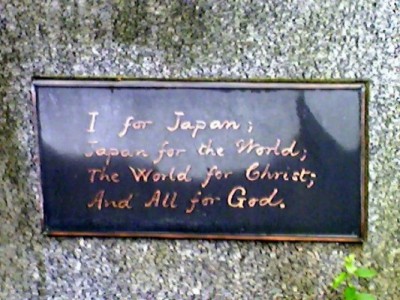 I for Japan;
Japan for the World;
The World for Christ;
And All for God.